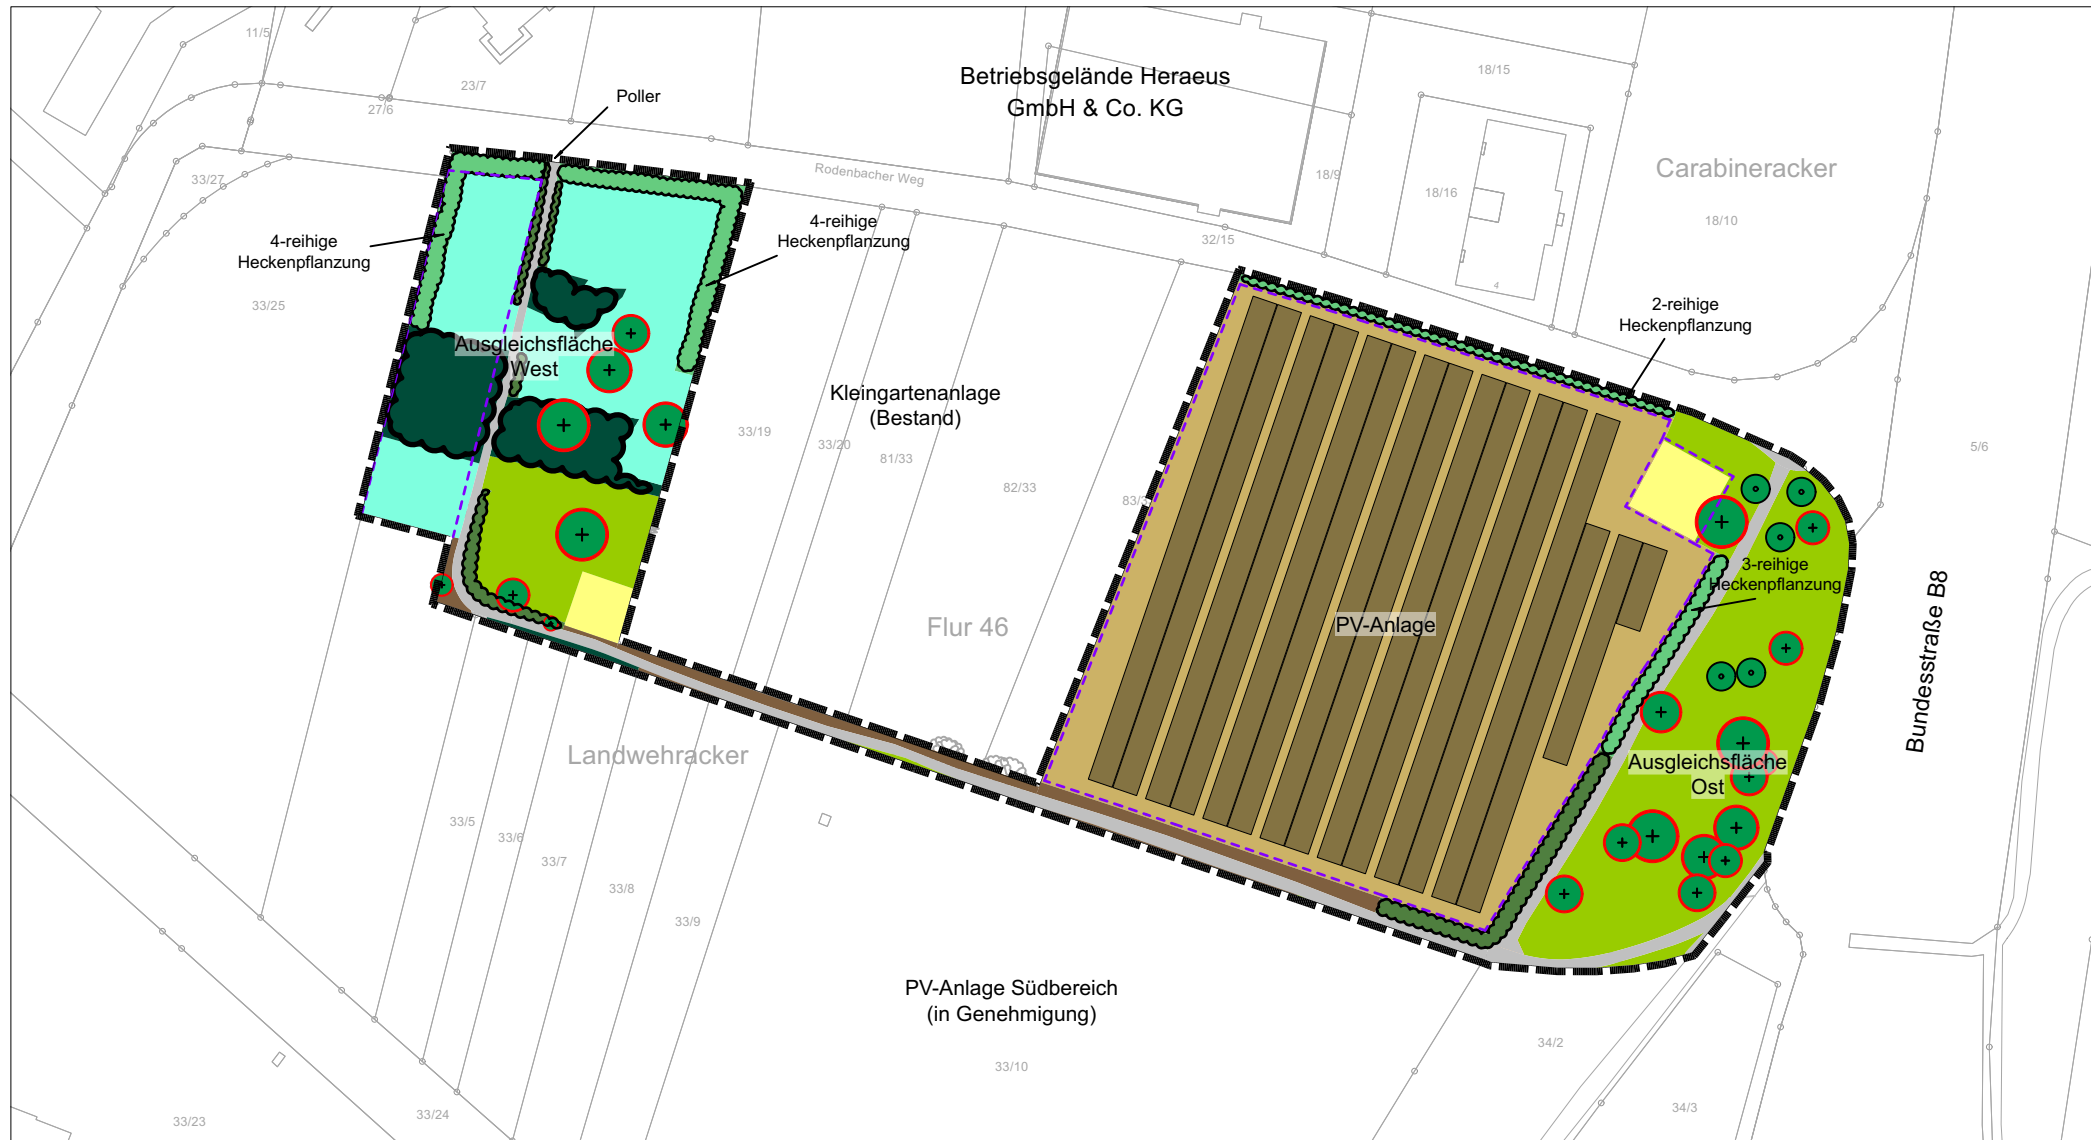 11/5
23/7
27/6
Poller
Betriebsgelände Heraeus
GmbH & Co. KG
18/15
Carabineracker
18/10
18/9
18/16
4
32/15
Rodenbacher Weg
33/27
33/25
4-reihige
Heckenpflanzung
4-reihige
Heckenpflanzung
2-reihige
Heckenpflanzung
Ausgleichsfläche
West
Kleingartenanlage
(Bestand)
33/19
33/20
81/33
82/33
83/3
5/6
3-reihige
Heckenpflanzung
PV-Anlage
Flur 46
Bundesstraße B8
Landwehracker
Ausgleichsfläche
Ost
33/5
33/6
33/7
33/8
33/9
PV-Anlage Südbereich
(in Genehmigung)
33/10
34/2
34/3
33/23
33/24